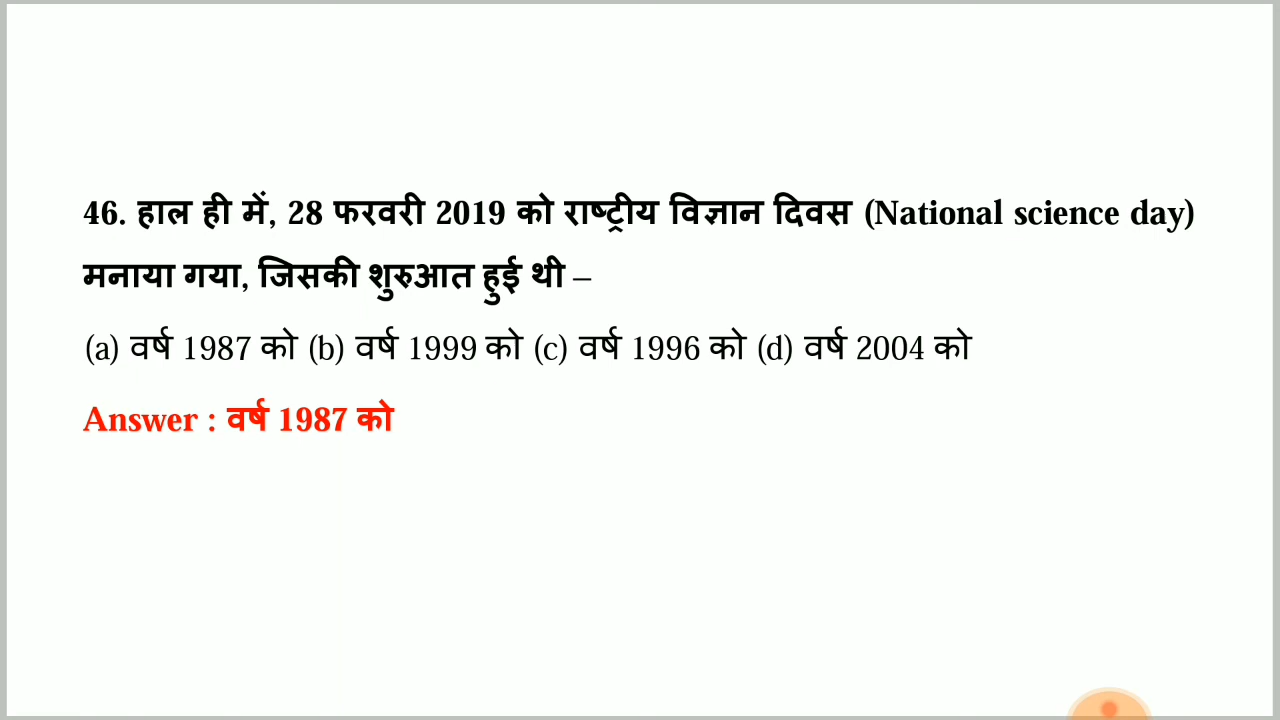 46. हाल ही में, 28 फरवरी 2019 को राष्ट्रीय विज्ञान दिवस (National science day)
मनाया गया, जिसकी शुरुआत हुई थी –
(a) वर्ष 1987 को (b) वर्ष 1999 को (c) वर्ष 1996 को (d) वर्ष 2004 को
Answer : वर्ष 1987 को